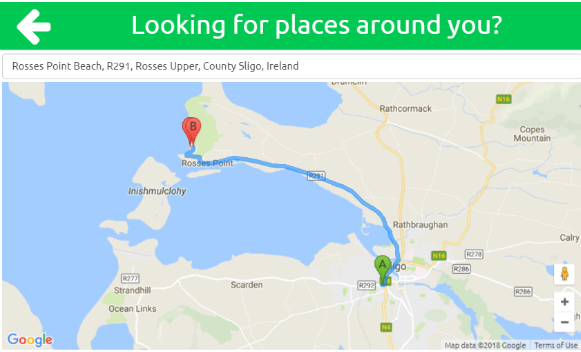 Looking for places around you?
Rosses Point Beach, R291, Rosses Upper, County Sligo, Ireland
N16
Rathcormack
Copes
Mountain
B
Rosses Point
R291
Inishmulclohy
Rathbraughan
Calry
N16
R278
A
R286
R277
Scarden
R292
N4
Strandhill
R286
Ocean Links
N4
+
−
Google
Map data ©2018 Google
Terms of Use